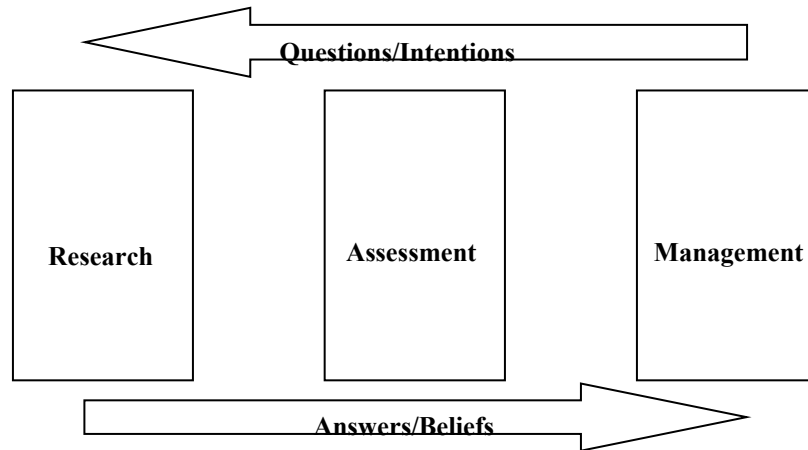 Questions/Intentions
Research
Assessment
Management
Answers/Beliefs